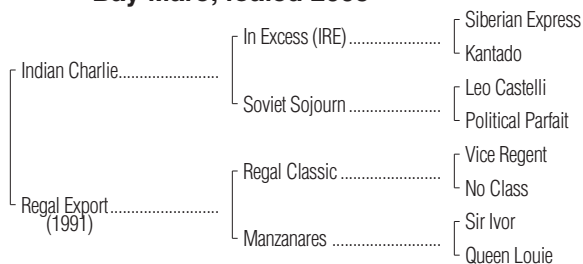 Bay Mare, foaled
Siberian Express
In Excess (IRE)
Kantado
Indian Charlie
Leo Castelli
Soviet Sojourn
Political Parfait
Vice Regent
Regal Classic
No Class
Regal Export
(1991)
Sir Ivor
Manzanares
Queen Louie